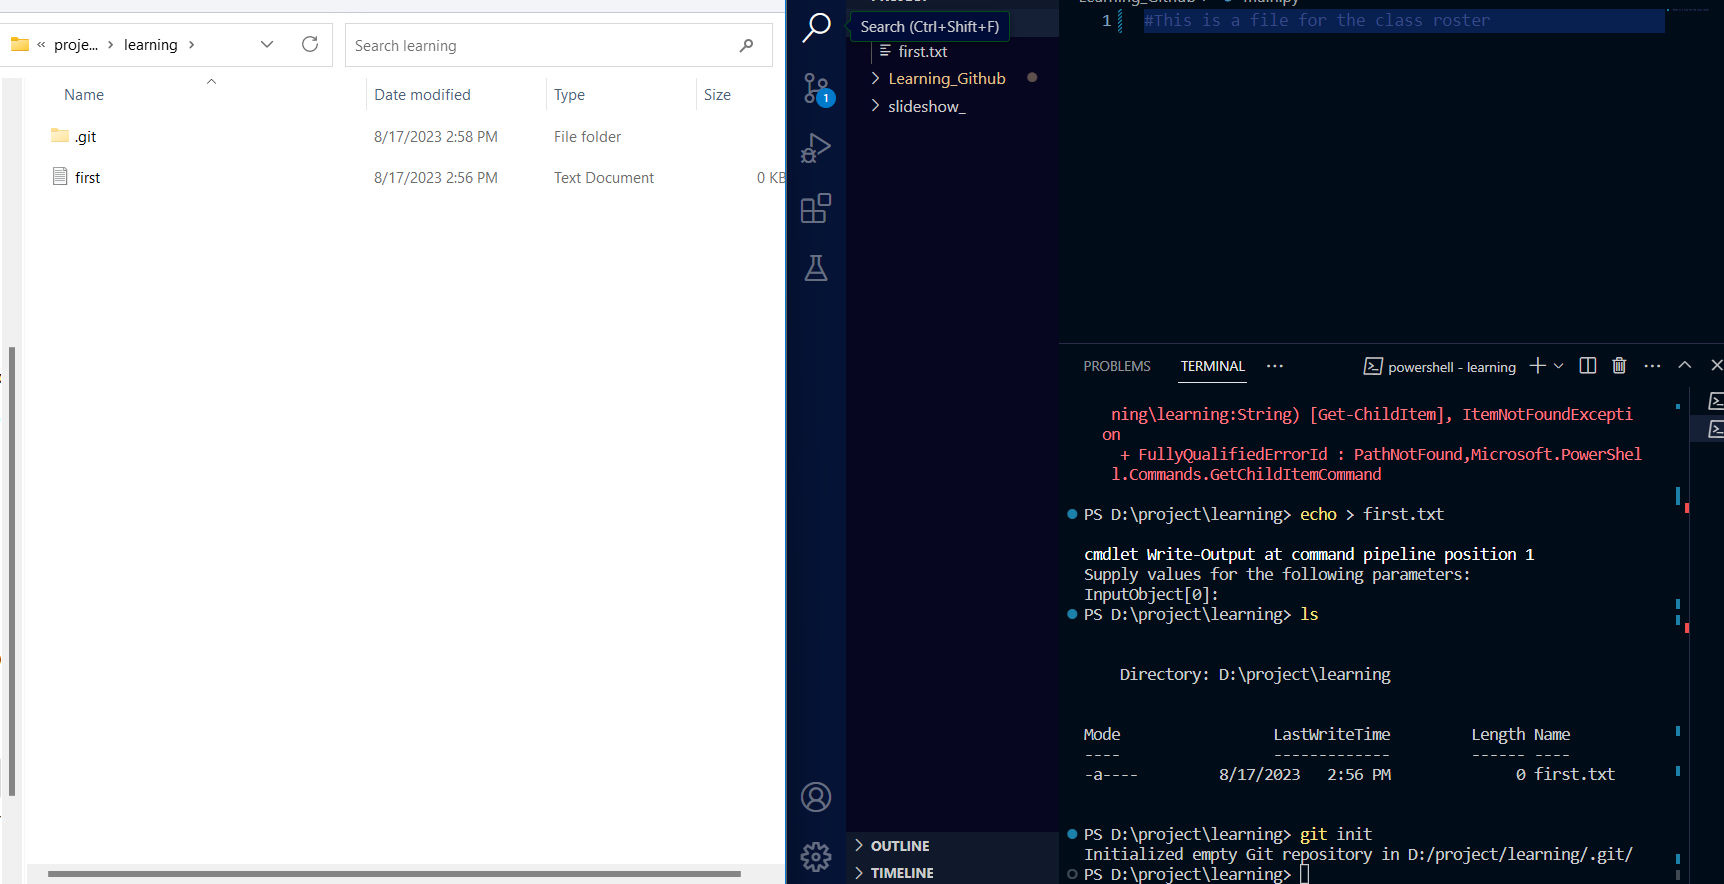 « proje... › learning ›
Search learning
Name Date modified Type Size
.git 8/17/2023 2:58 PM File folder
first 8/17/2023 2:56 PM Text Document 0 KB
Search (Ctrl+Shift+F)
first.txt
Learning_Github
slideshow_
1
OUTLINE
TIMELINE
Learning_Github › main.py
1 #This is a file for the class roster
PROBLEMS TERMINAL ... powershell - learning
ning\learning:String) [Get-ChildItem], ItemNotFoundExcepti
on
+ FullyQualifiedErrorId : PathNotFound,Microsoft.PowerShel
l.Commands.GetChildItemCommand
PS D:\project\learning> echo > first.txt
cmdlet Write-Output at command pipeline position 1
Supply values for the following parameters:
InputObject[0]:
PS D:\project\learning> ls
Directory: D:\project\learning
Mode LastWriteTime Length Name
---- ------------- ------ ----
-a---- 8/17/2023 2:56 PM 0 first.txt
PS D:\project\learning> git init
Initialized empty Git repository in D:/project/learning/.git/
PS D:\project\learning>